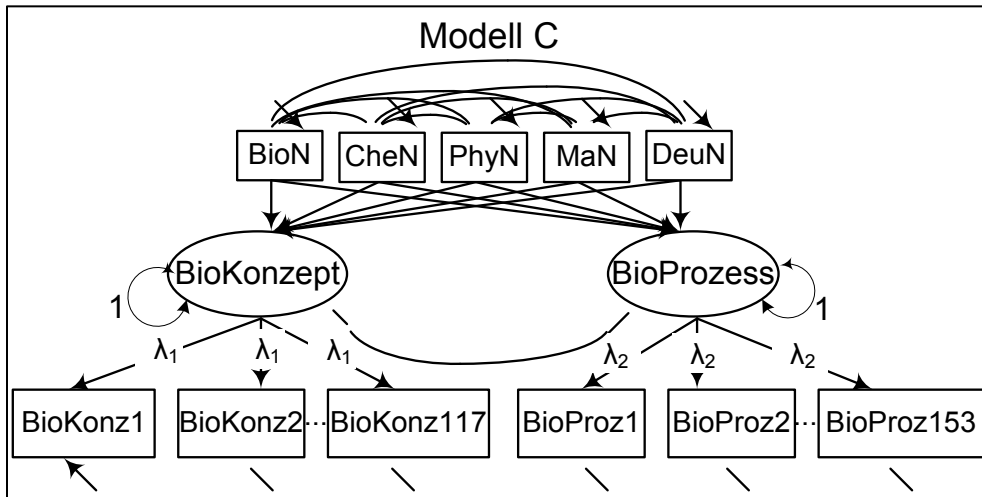 Modell C
BioN CheN PhyN MaN DeuN
BioKonzept BioProzess
1 1
λ₁ λ₁ λ₁ λ₂ λ₂ λ₂
BioKonz1 BioKonz2 ... BioKonz117 BioProz1 BioProz2 ... BioProz153